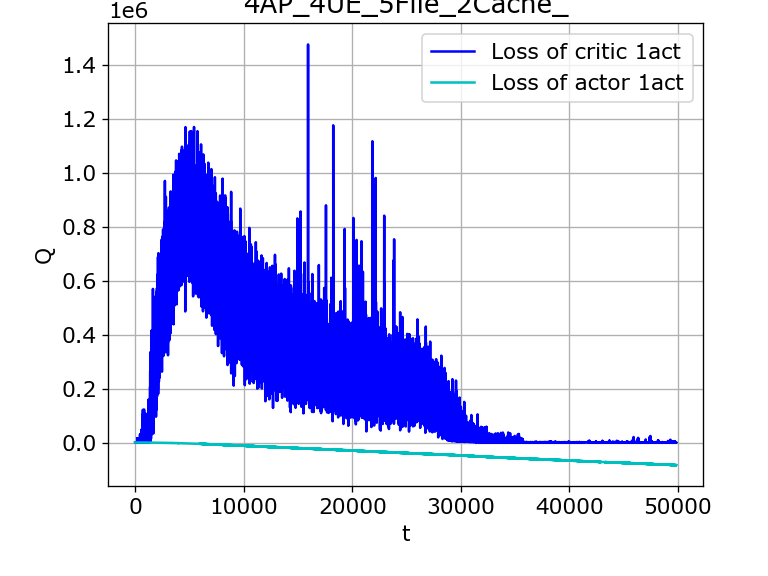 4AP_4UE_5File_2Cache_
1e6
Loss of critic 1act
Loss of actor 1act
1.4
1.2
1.0
0.8
0.6
0.4
0.2
0.0
Q
0 10000 20000 30000 40000 50000
t